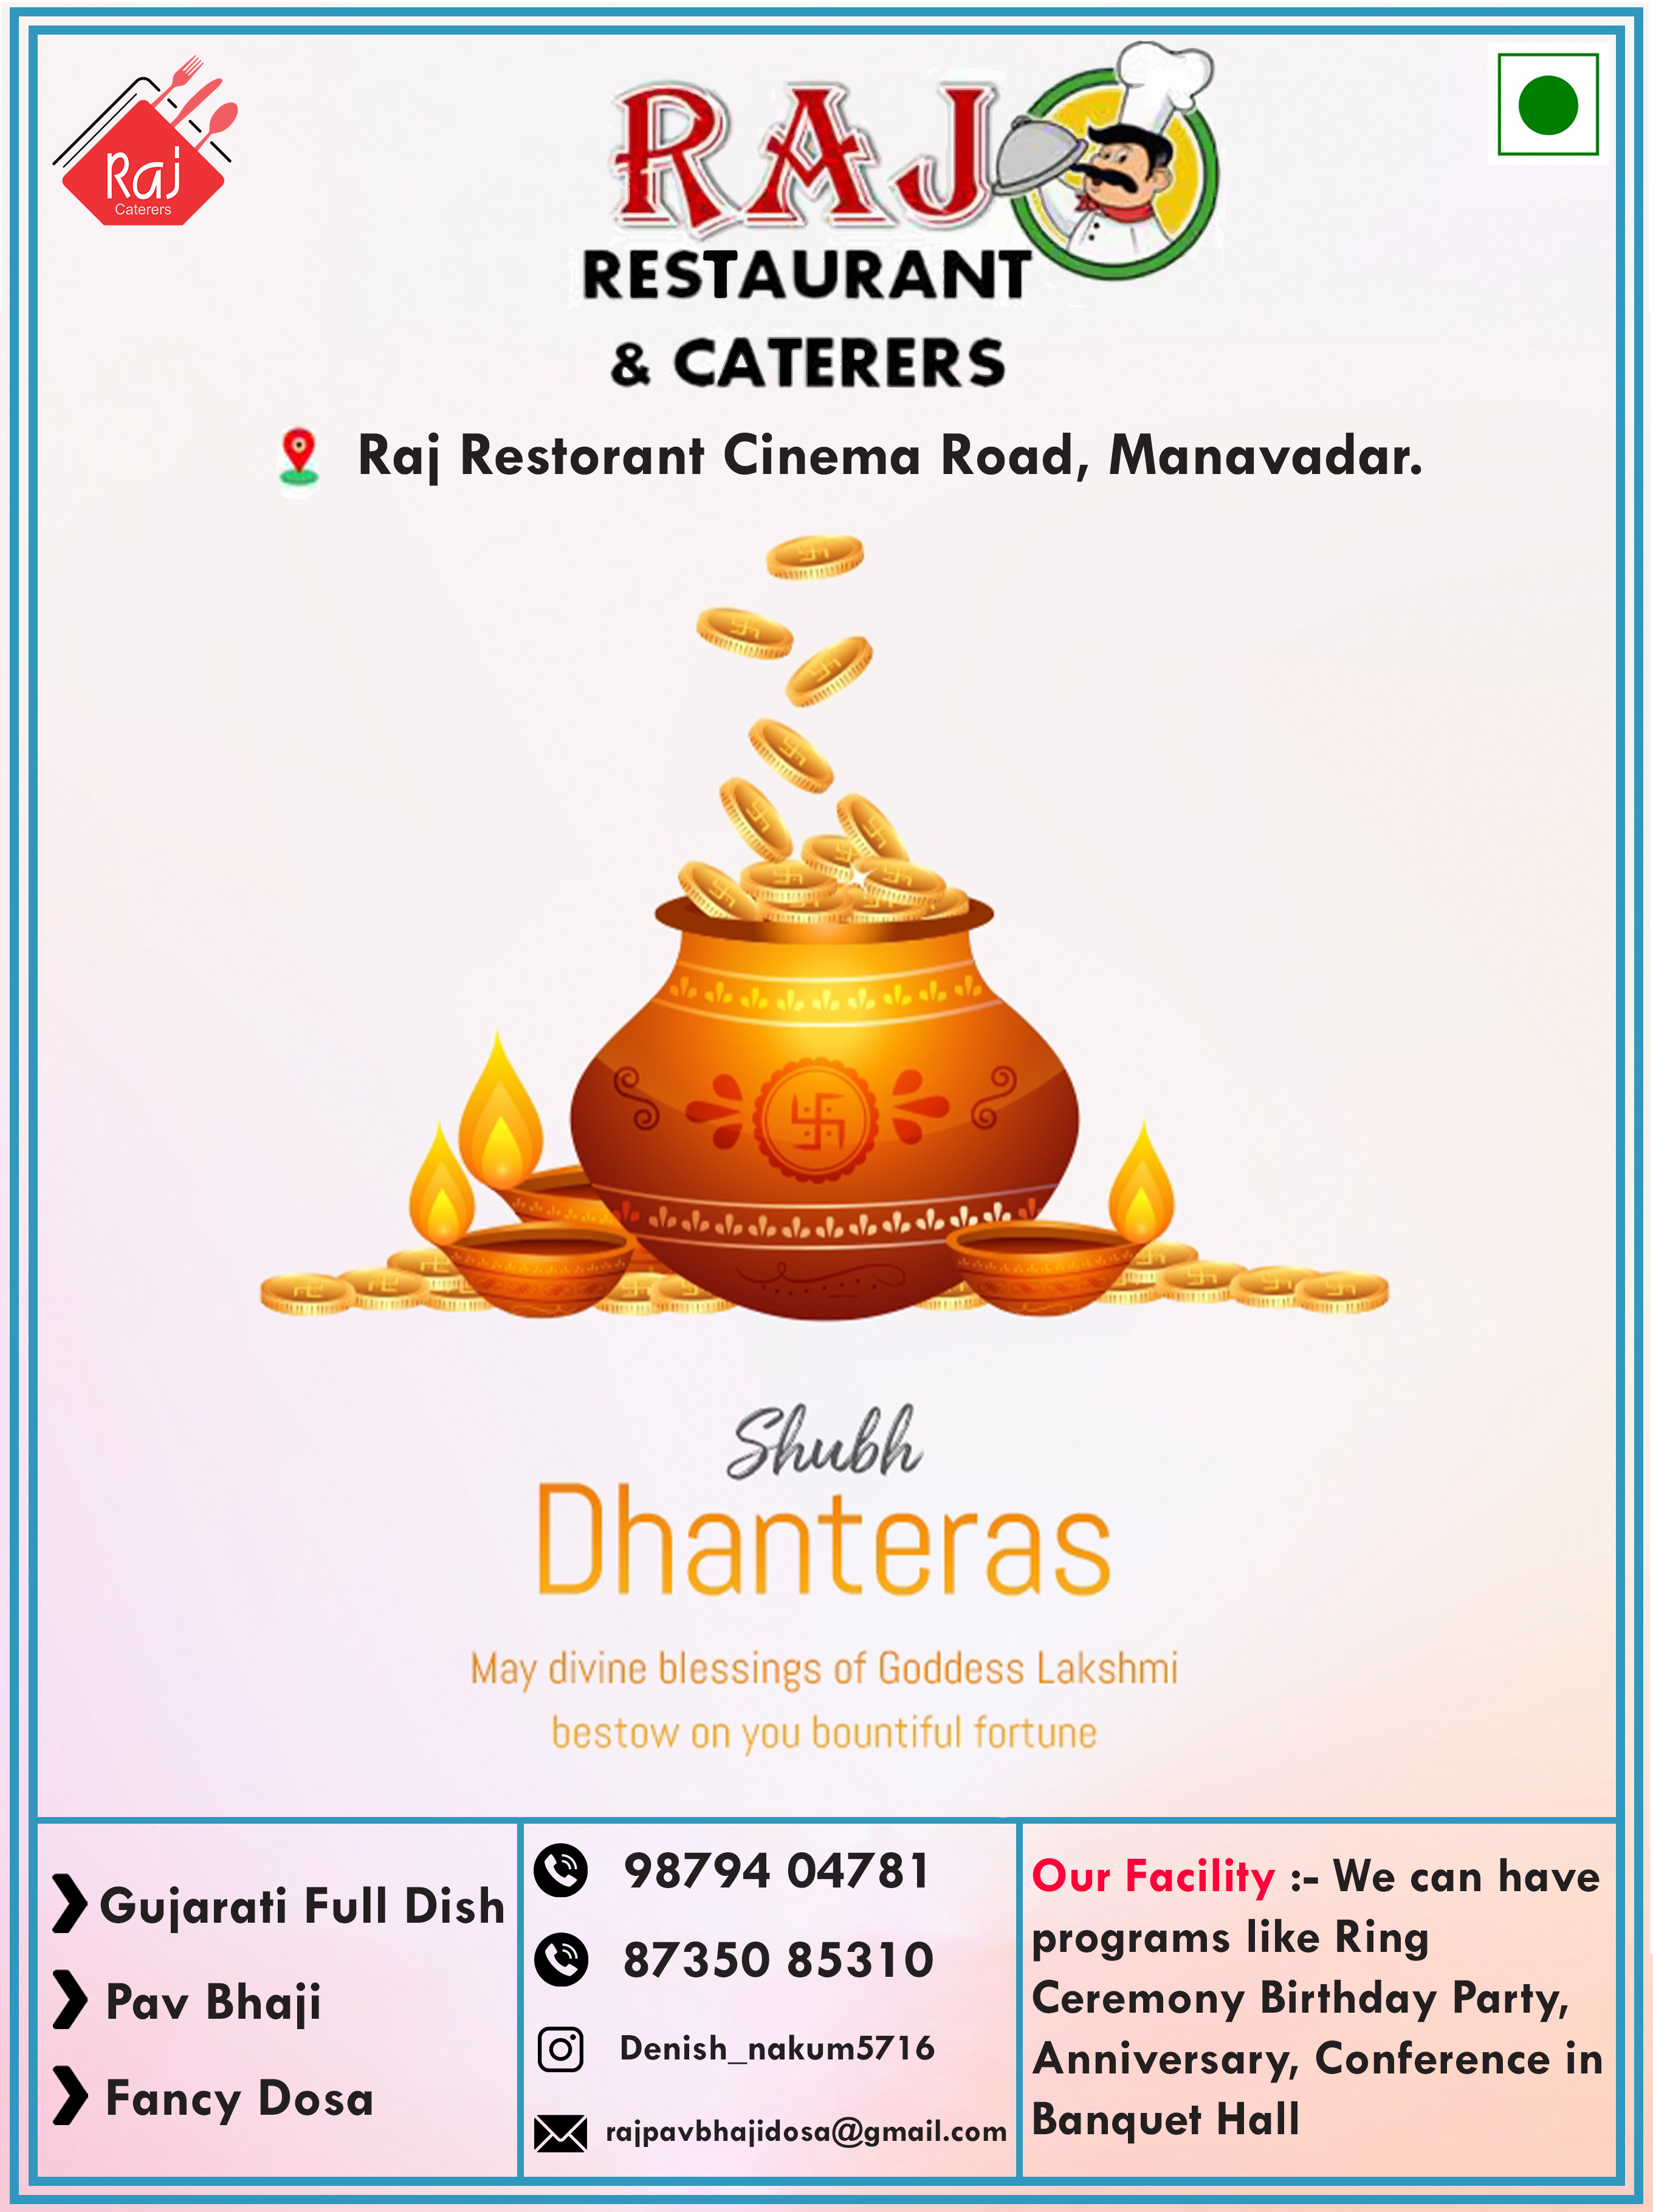 Raj
Caterers
RAJ
RESTAURANT
& CATERERS
Raj Restorant Cinema Road, Manavadar.
Shubh
Dhanteras
May divine blessings of Goddess Lakshmi
bestow on you bountiful fortune
Gujarati Full Dish
Pav Bhaji
Fancy Dosa
98794 04781
87350 85310
Denish_nakum5716
rajpavbhajidosa@gmail.com
Our Facility :- We can have
programs like Ring
Ceremony Birthday Party,
Anniversary, Conference in
Banquet Hall